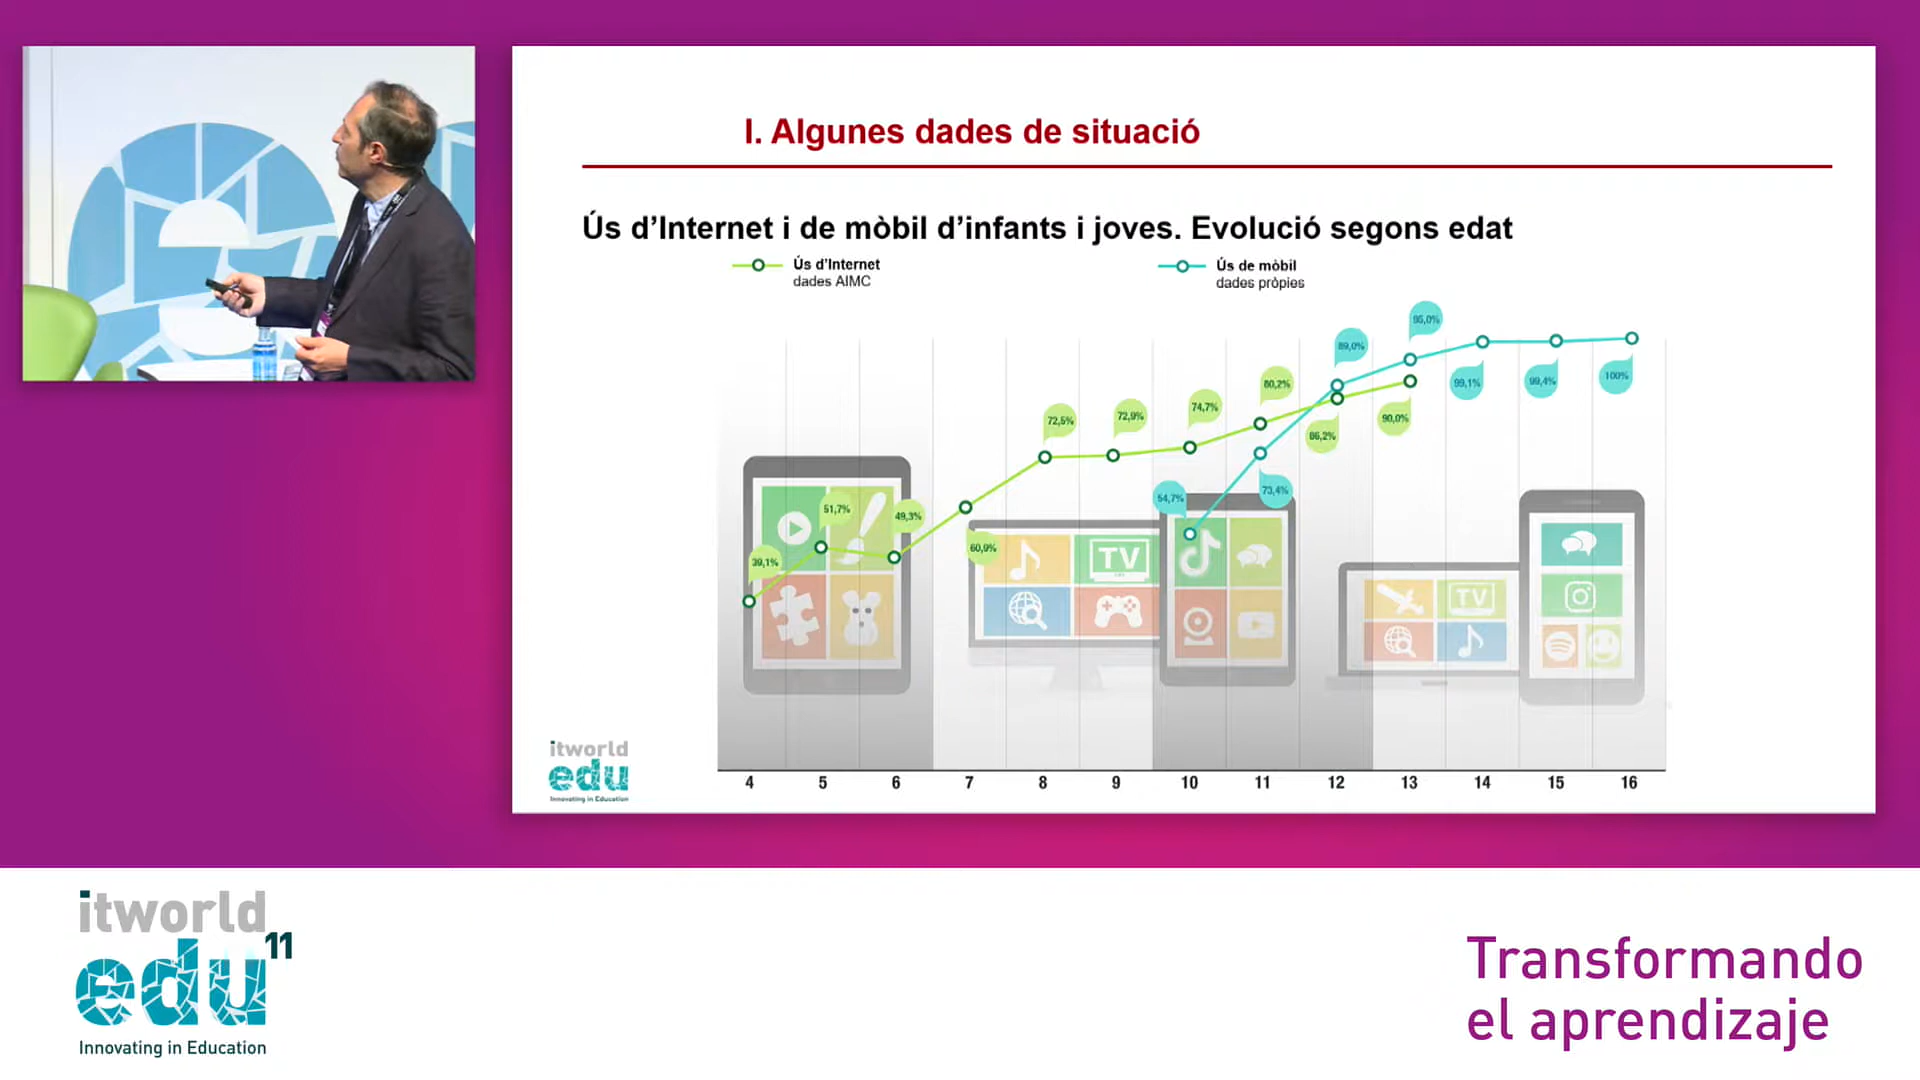 I. Algunes dades de situació
Ús d’Internet i de mòbil d’infants i joves. Evolució segons edat
Ús d’Internet
dades AIMC
Ús de mòbil
dades pròpies
39,1%
51,7%
49,3%
60,9%
72,5%
72,9%
74,7%
80,2%
86,2%
90,0%
54,7%
73,4%
89,0%
95,0%
99,1%
99,4%
100%
TV
TV
4 5 6 7 8 9 10 11 12 13 14 15 16
itworld
edu
Innovating in Education
itworld
edu 11
Innovating in Education
Transformando
el aprendizaje